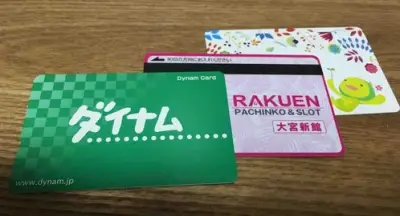 Dynam Card
ダイナム
www.dynam.jp
RAKUEN
PACHINKO & SLOT
大宮新館